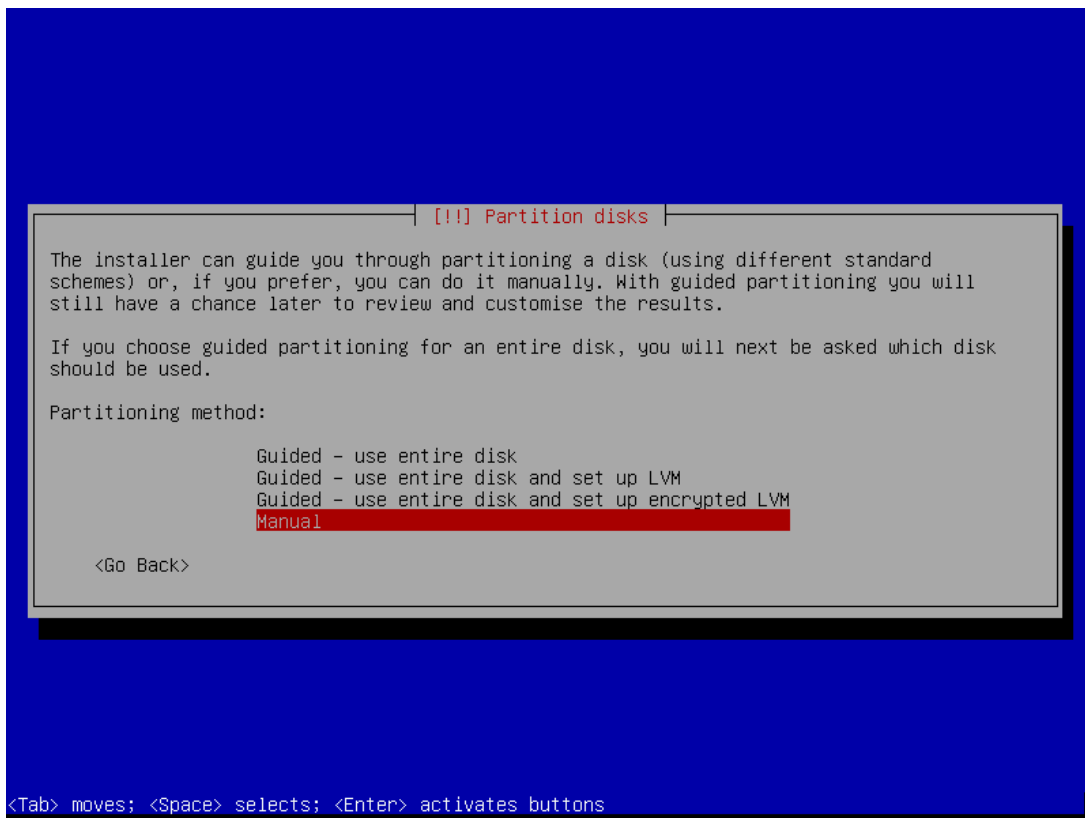 [!!] Partition disks
The installer can guide you through partitioning a disk (using different standard
schemes) or, if you prefer, you can do it manually. With guided partitioning you will
still have a chance later to review and customise the results.
If you choose guided partitioning for an entire disk, you will next be asked which disk
should be used.
Partitioning method:
Guided – use entire disk
Guided – use entire disk and set up LVM
Guided – use entire disk and set up encrypted LVM
Manual
<Go Back>
<Tab> moves; <Space> selects; <Enter> activates buttons